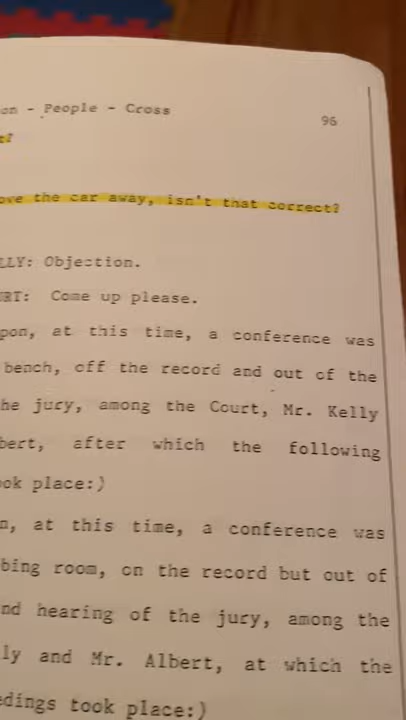 on - People - Cross
96
t?
ove the car away, isn't that correct?
LLY: Objection.
RT: Come up please.
pon, at this time, a conference was
bench, off the record and out of the
he jury, among the Court, Mr. Kelly
bert, after which the following
ok place:)
n, at this time, a conference was
bing room, on the record but out of
nd hearing of the jury, among the
ly and Mr. Albert, at which the
edings took place:)